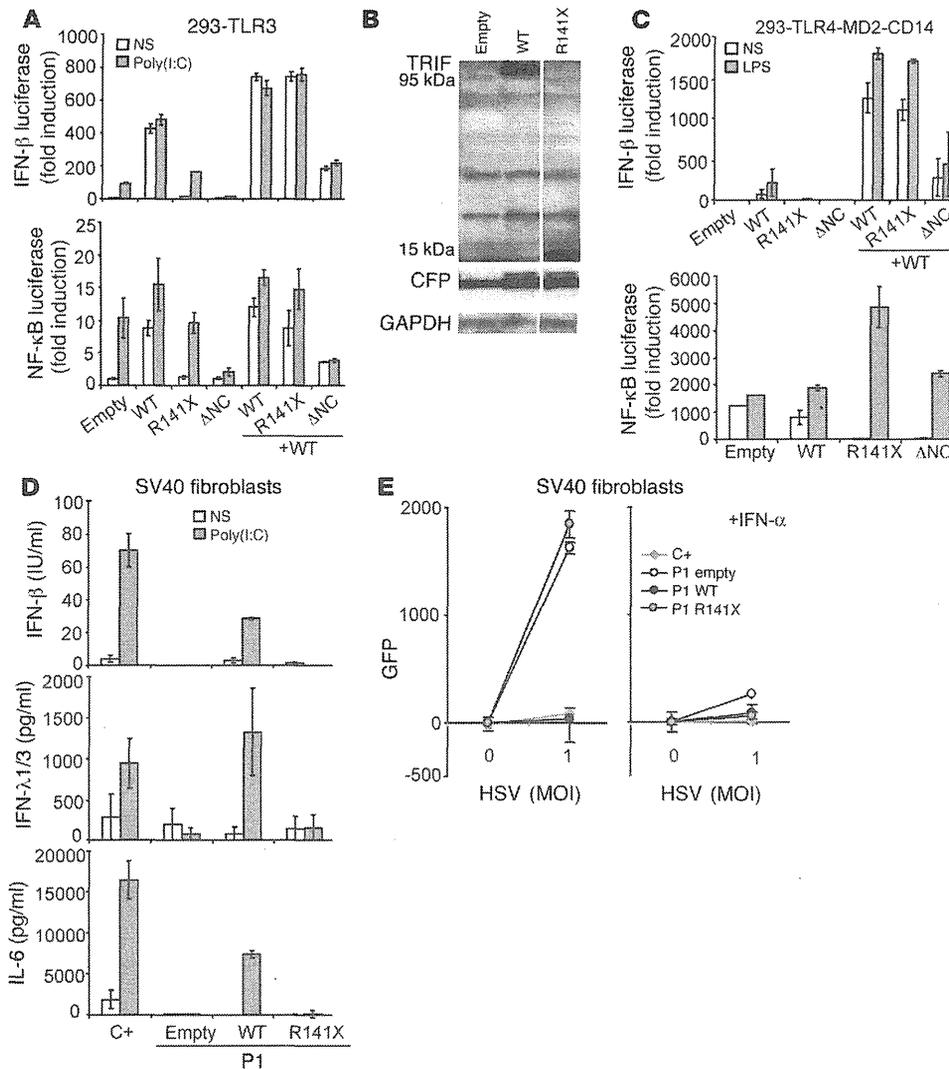 A
293-TLR3
NS
Poly(I:C)
IFN-β luciferase
(fold induction)
1000
800
600
400
200
0
NF-κB luciferase
(fold induction)
25
20
15
10
5
0
Empty
WT
R141X
ΔNC
WT
R141X
ΔNC
+WT
B
Empty
WT
R141X
TRIF
95 kDa
15 kDa
CFP
GAPDH
C
293-TLR4-MD2-CD14
NS
LPS
IFN-β luciferase
(fold induction)
2000
1500
1000
500
0
Empty
WT
R141X
ΔNC
WT
R141X
ΔNC
+WT
NF-κB luciferase
(fold induction)
6000
5000
4000
3000
2000
1000
0
Empty
WT
R141X
ΔNC
D
SV40 fibroblasts
NS
Poly(I:C)
IFN-β (IU/ml)
100
80
60
40
20
0
IFN-λ1/3 (pg/ml)
2000
1500
1000
500
0
IL-6 (pg/ml)
20000
15000
10000
5000
0
C+
Empty
WT
R141X
P1
E
SV40 fibroblasts
GFP
2000
1000
0
-500
0
1
HSV (MOI)
+IFN-α
C+
P1 empty
P1 WT
P1 R141X
0
1
HSV (MOI)